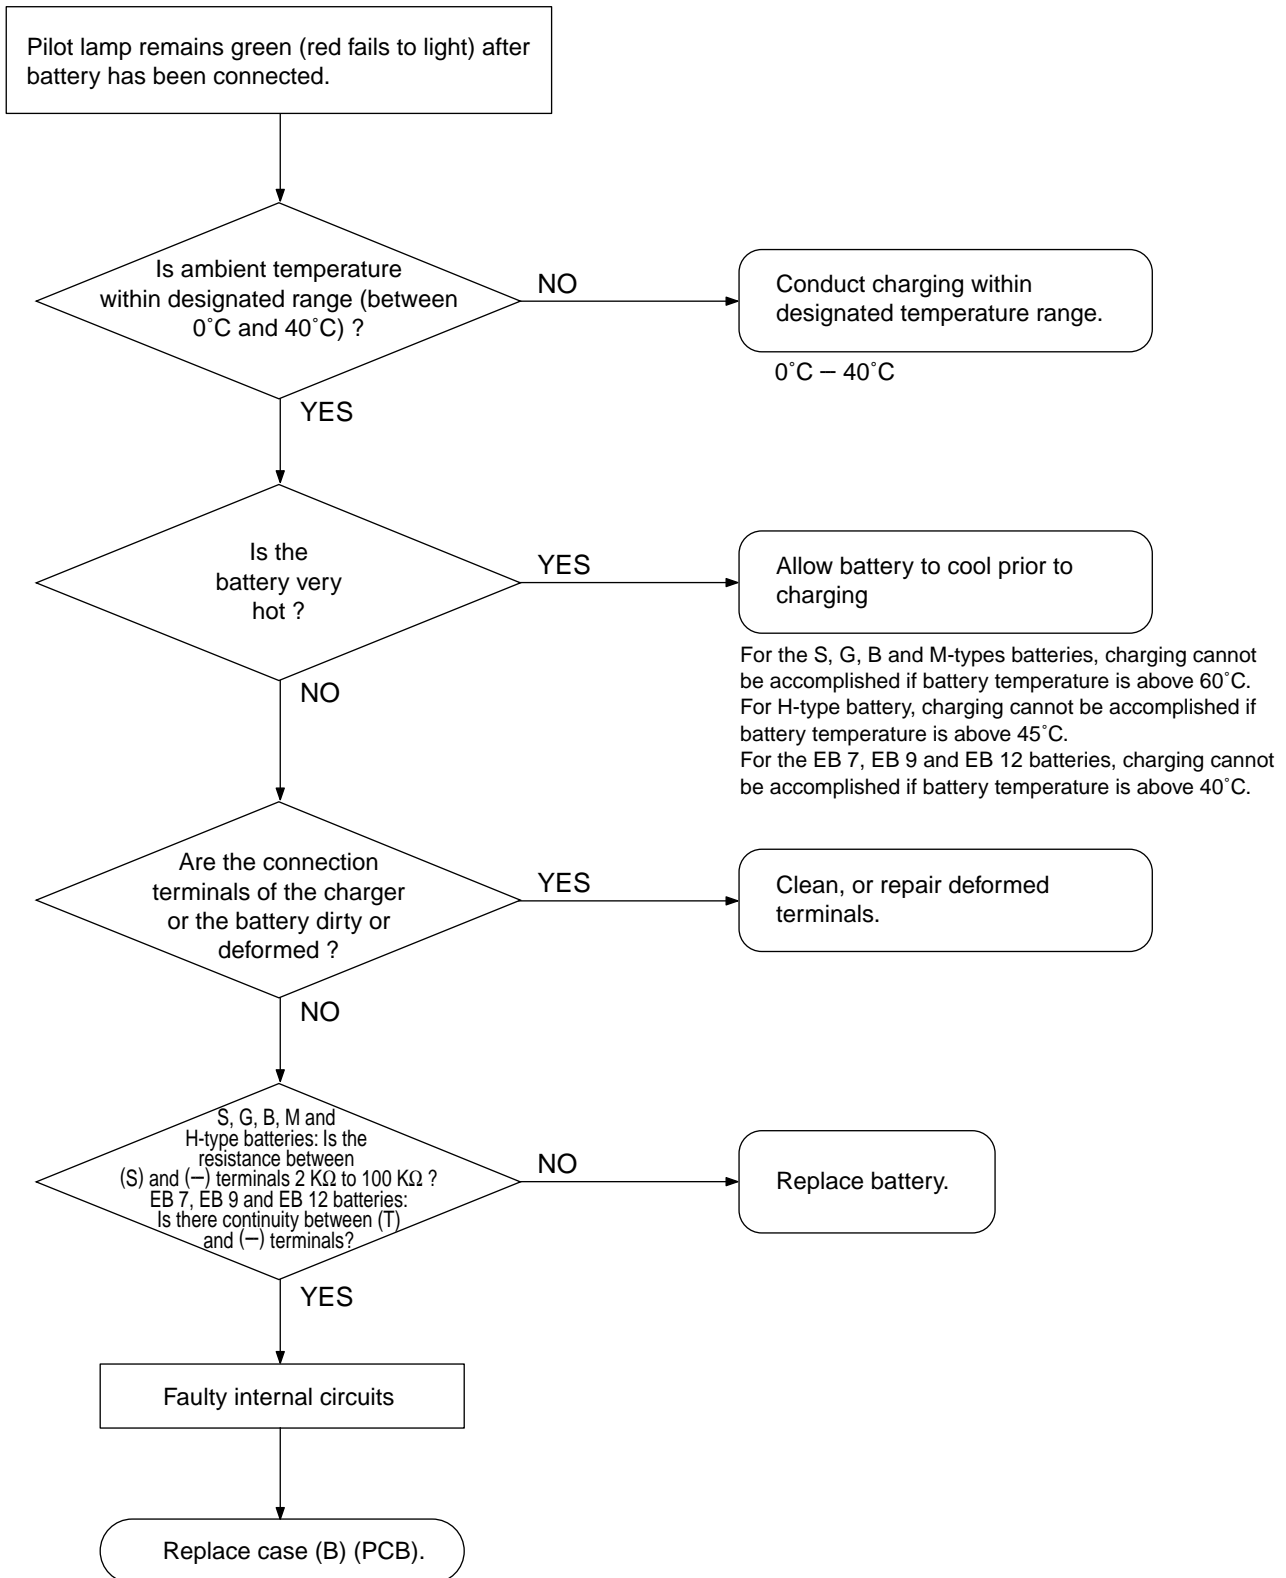 Pilot lamp remains green (red fails to light) after
battery has been connected.
Is ambient temperature
within designated range (between
0˚C and 40˚C) ?
NO
Conduct charging within
designated temperature range.
0˚C – 40˚C
YES
Is the
battery very
hot ?
YES
Allow battery to cool prior to
charging
For the S, G, B and M-types batteries, charging cannot
be accomplished if battery temperature is above 60˚C.
For H-type battery, charging cannot be accomplished if
battery temperature is above 45˚C.
For the EB 7, EB 9 and EB 12 batteries, charging cannot
be accomplished if battery temperature is above 40˚C.
NO
Are the connection
terminals of the charger
or the battery dirty or
deformed ?
YES
Clean, or repair deformed
terminals.
NO
S, G, B, M and
H-type batteries: Is the
resistance between
(S) and (–) terminals 2 KΩ to 100 KΩ ?
EB 7, EB 9 and EB 12 batteries:
Is there continuity between (T)
and (–) terminals?
NO
Replace battery.
YES
Faulty internal circuits
Replace case (B) (PCB).